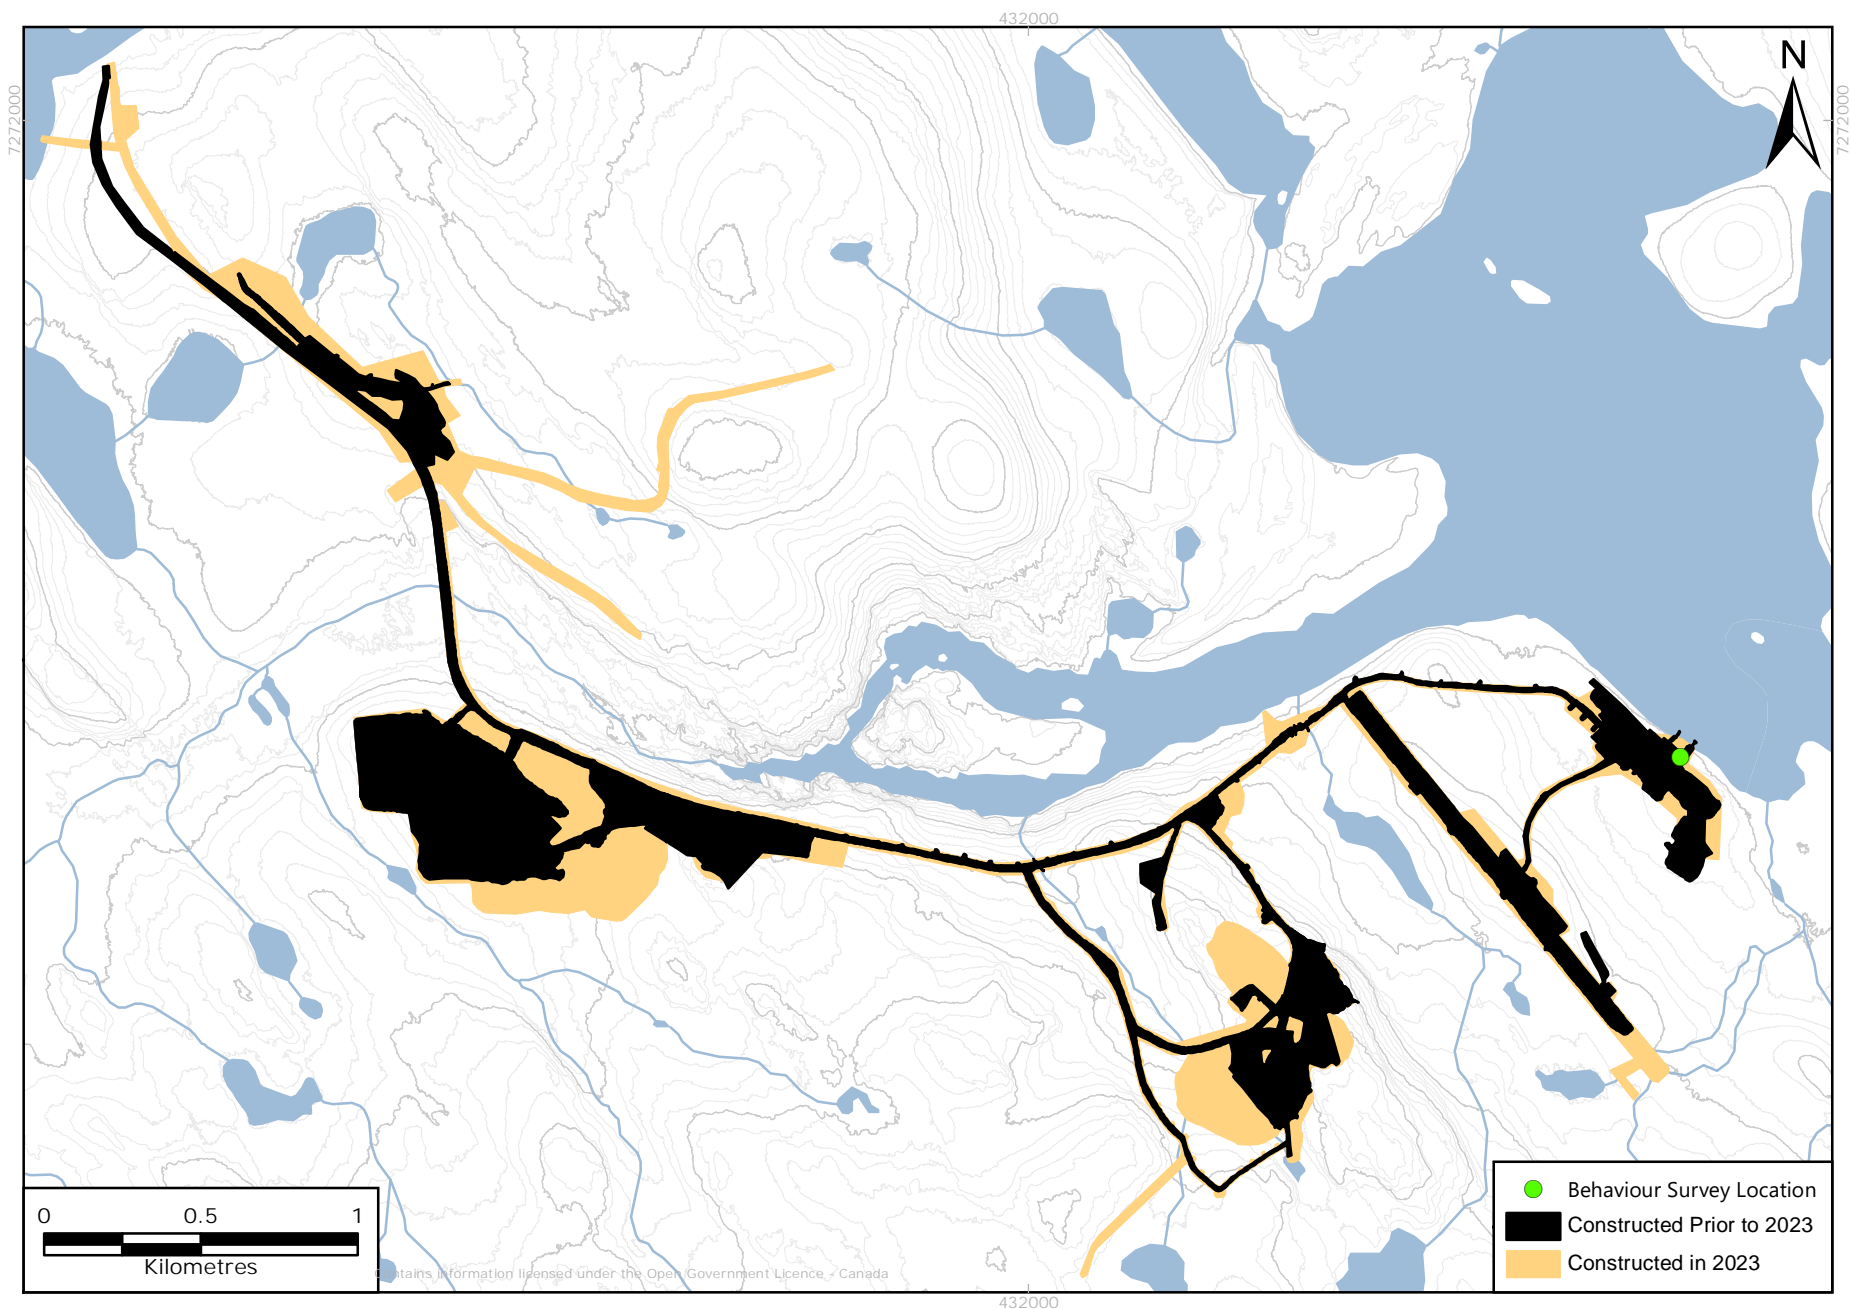 432000
N
7272000
7272000
Behaviour Survey Location
Constructed Prior to 2023
Constructed in 2023
0 0.5 1
Kilometres
Contains information licensed under the Open Government Licence - Canada
432000